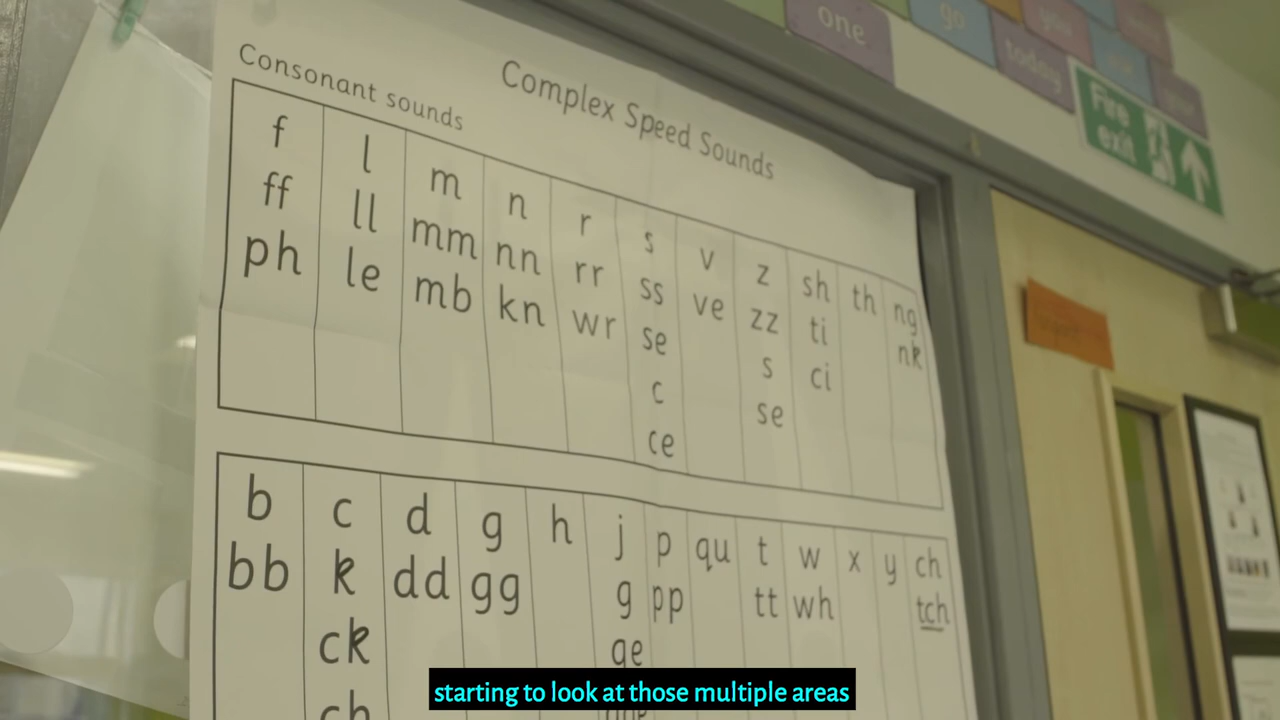 one
go
you
today
Fire
exit
Complex Speed Sounds
Consonant sounds
f l m n r s v z sh th ng
ff ll mm nn rr ss ve zz ti nk
ph le mb kn wr se s ci
c se
ce
b c d g h j p qu t w x y ch
bb k dd gg g pp tt wh tch
ck ge
ch
starting to look at those multiple areas